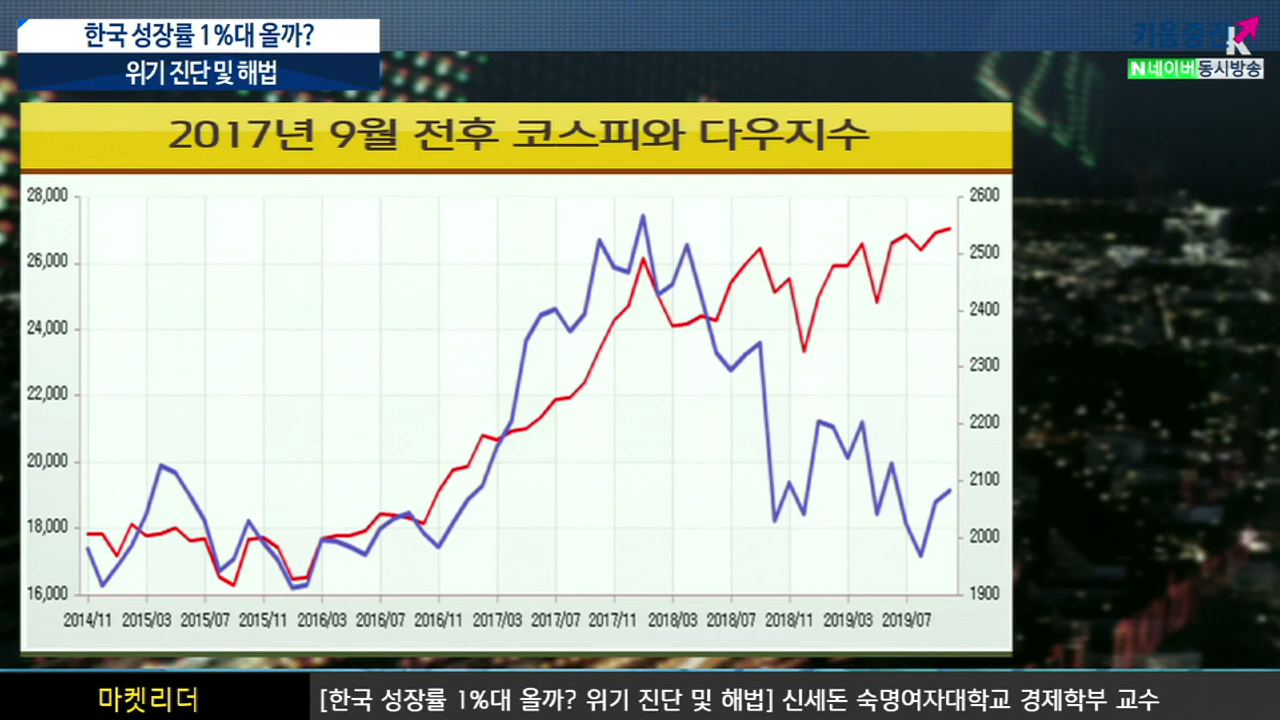 한국 성장률 1%대 올까?
위기 진단 및 해법
키움증권
N 네이버 동시방송
2017년 9월 전후 코스피와 다우지수
28,000 2600
26,000 2500
24,000 2400
22,000 2300
20,000 2200
18,000 2100
16,000 2000
1900
2014/11 2015/03 2015/07 2015/11 2016/03 2016/07 2016/11 2017/03 2017/07 2017/11 2018/03 2018/07 2018/11 2019/03 2019/07
마켓리더 [한국 성장률 1%대 올까? 위기 진단 및 해법] 신세돈 숙명여자대학교 경제학부 교수